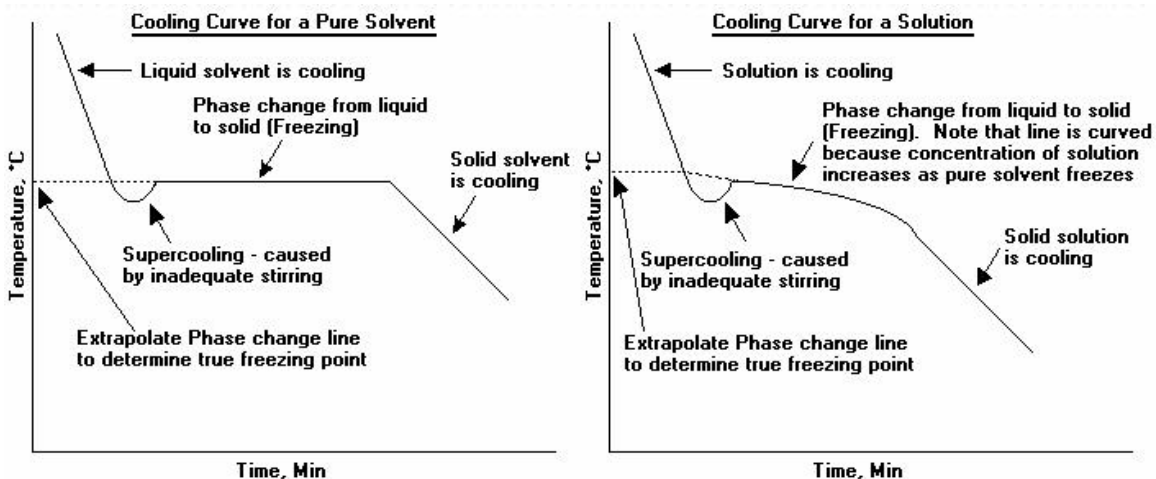 Cooling Curve for a Pure Solvent
Liquid solvent is cooling
Phase change from liquid
to solid (Freezing)
Solid solvent
is cooling
Temperature, °C
Supercooling - caused
by inadequate stirring
Extrapolate Phase change line
to determine true freezing point
Time, Min
Cooling Curve for a Solution
Solution is cooling
Phase change from liquid to solid
(Freezing). Note that line is curved
because concentration of solution
increases as pure solvent freezes
Temperature, °C
Supercooling - caused
by inadequate stirring
Solid solution
is cooling
Extrapolate Phase change line
to determine true freezing point
Time, Min